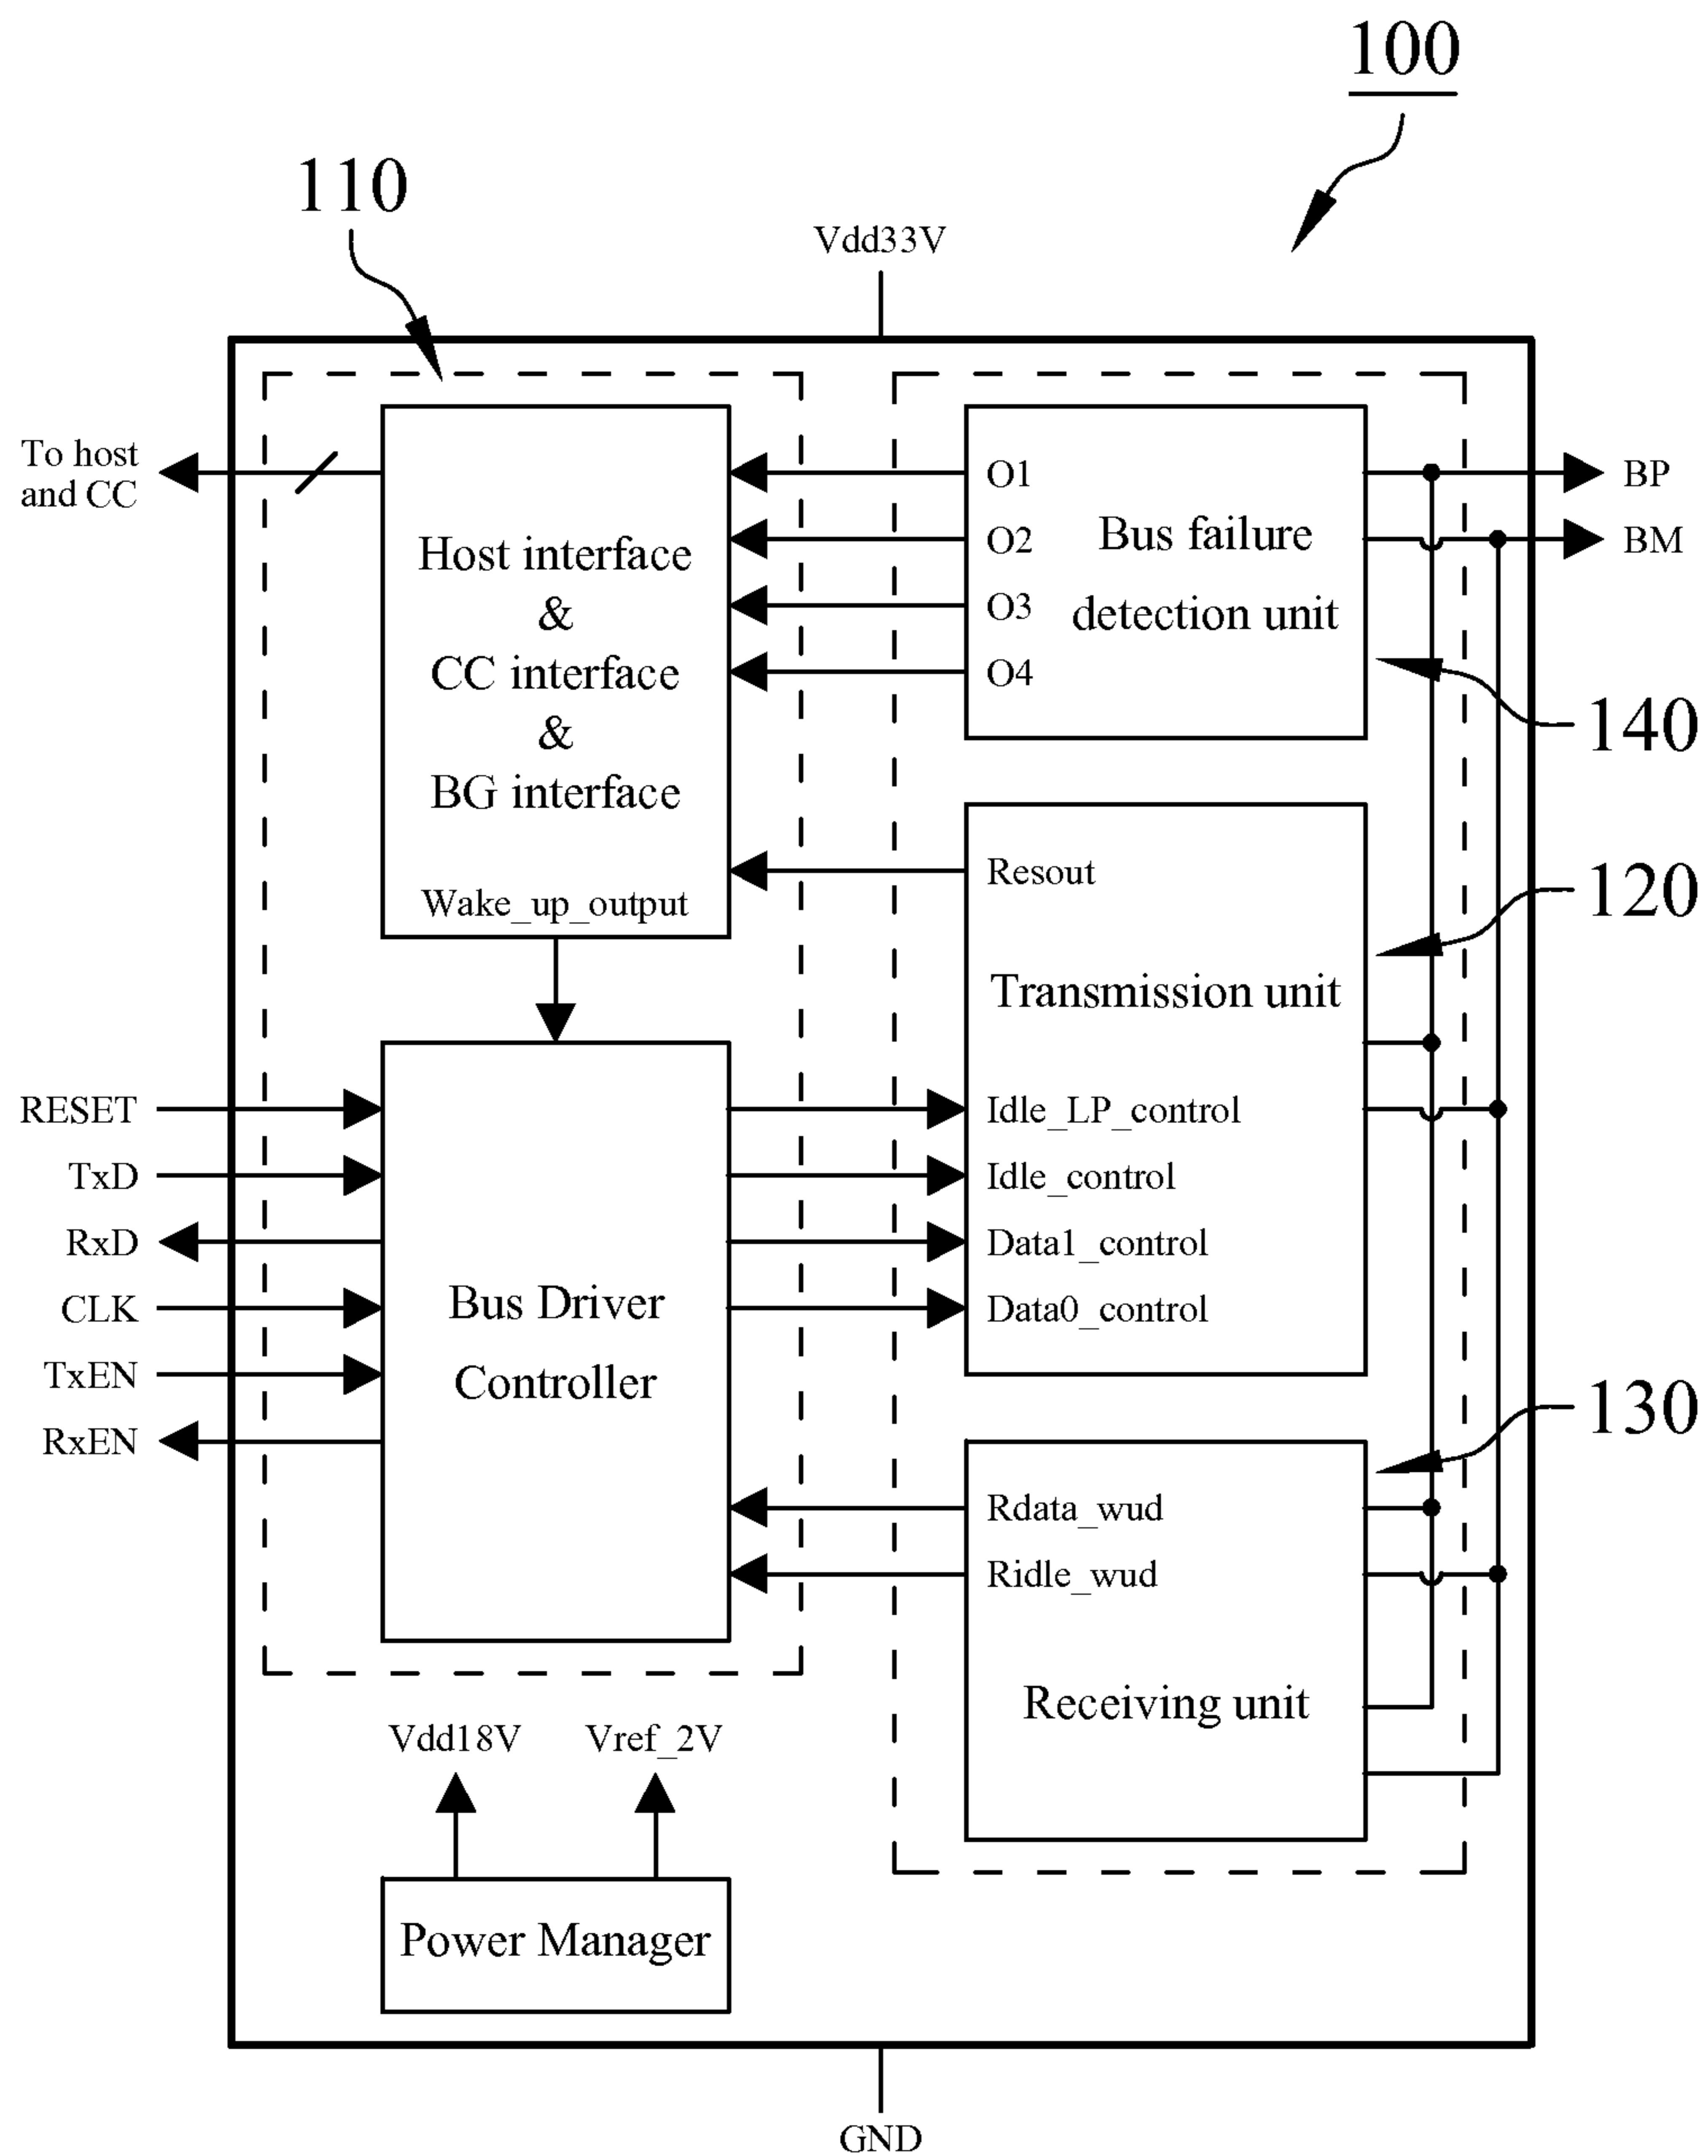 100
110
Vdd33V
To host
and CC
Host interface
&
CC interface
&
BG interface
Wake_up_output
O1
O2
O3
O4
Bus failure
detection unit
BP
BM
140
Resout
Transmission unit
120
Idle_LP_control
Idle_control
Data1_control
Data0_control
RESET
TxD
RxD
CLK
TxEN
RxEN
Bus Driver
Controller
130
Rdata_wud
Ridle_wud
Receiving unit
Vdd18V
Vref_2V
Power Manager
GND